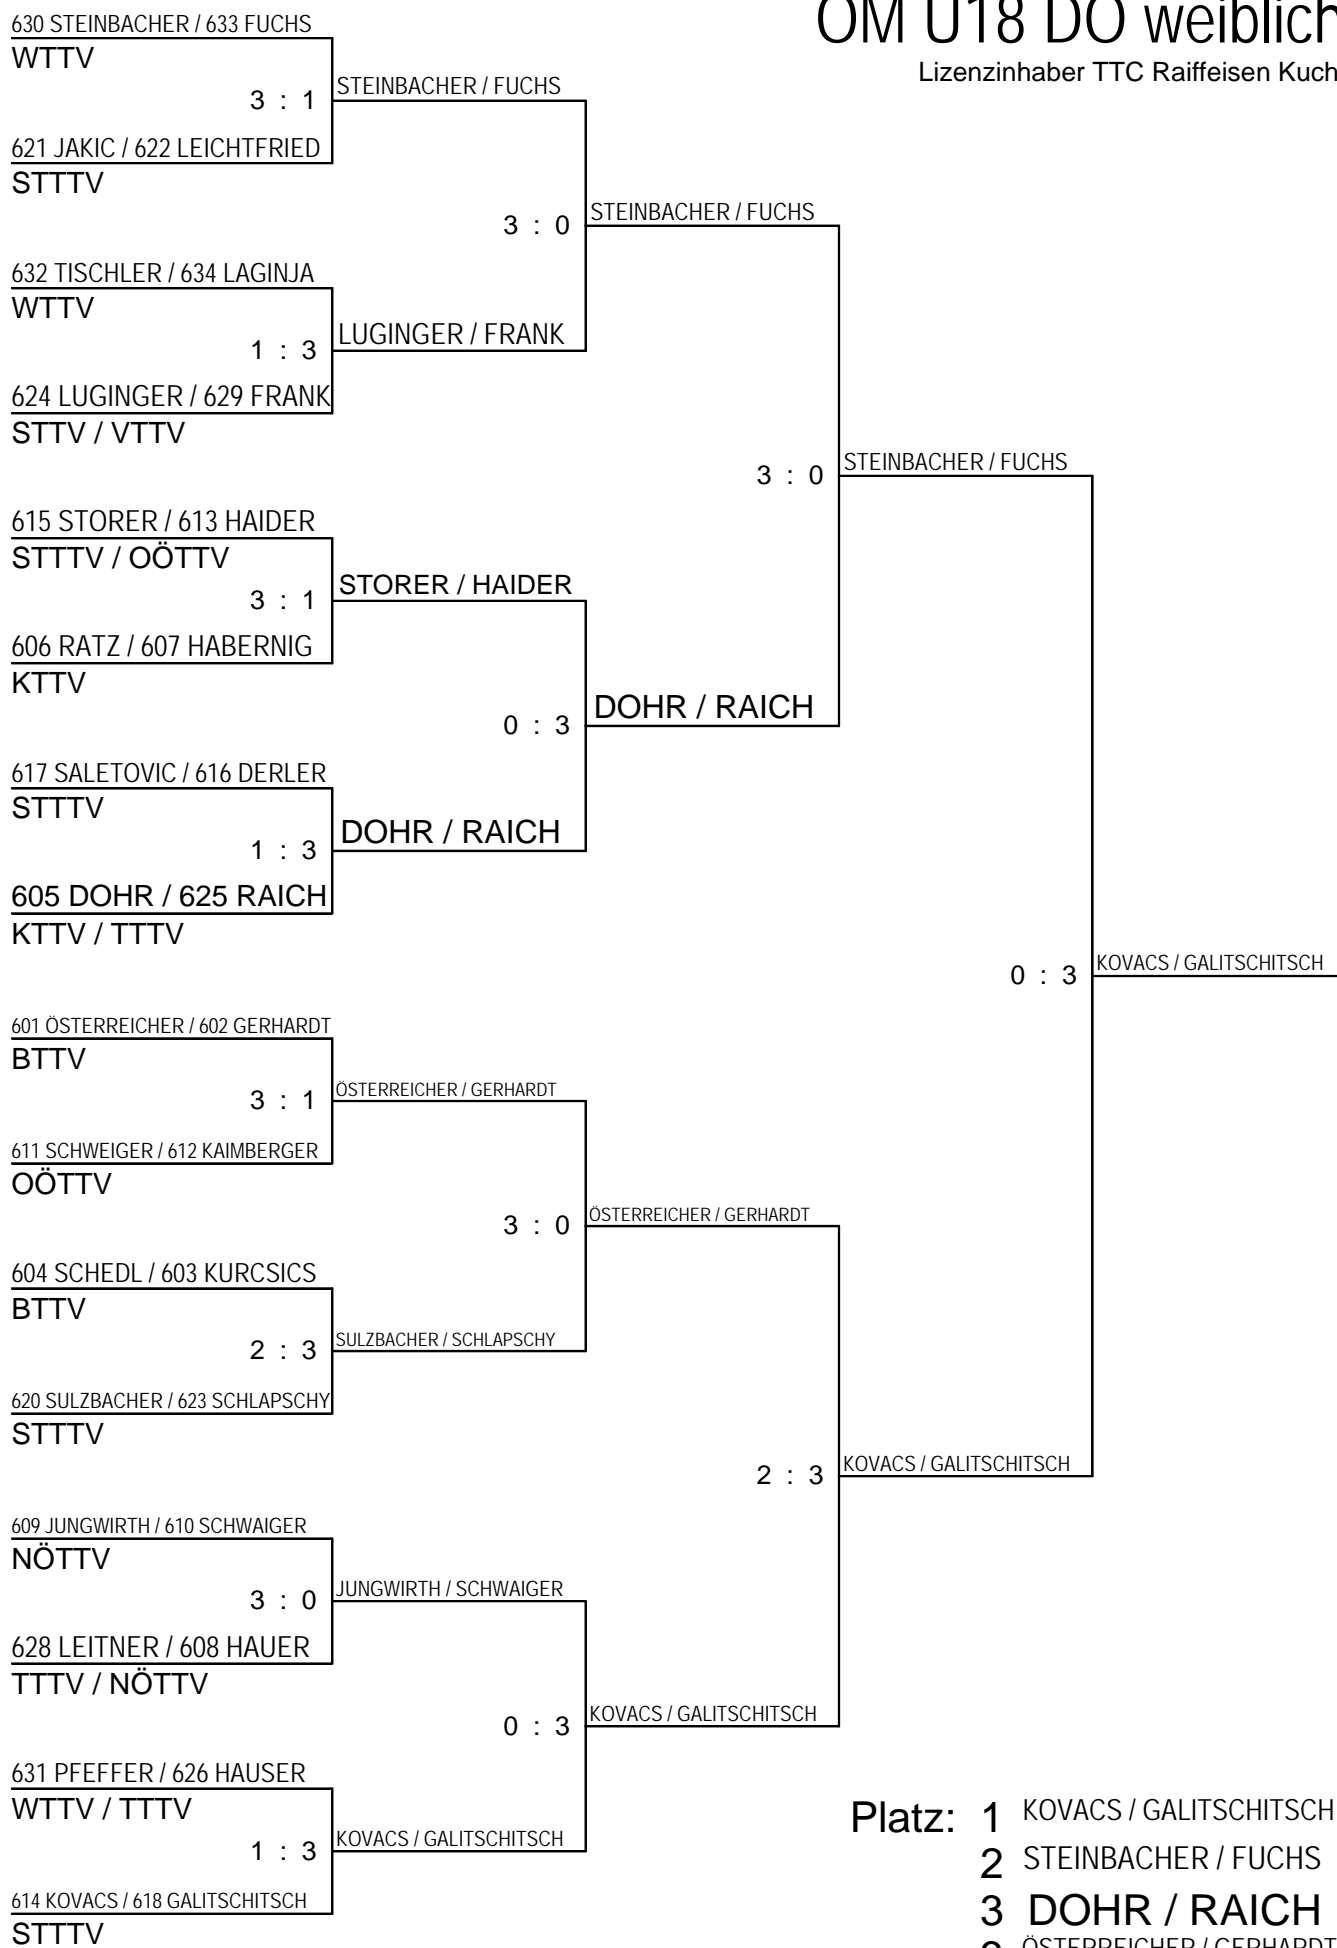 ÖM U18 DO weiblich
Lizenzinhaber TTC Raiffeisen Kuchl
630 STEINBACHER / 633 FUCHS
WTTV
3 : 1
STEINBACHER / FUCHS
621 JAKIC / 622 LEICHTFRIED
STTTV
3 : 0
STEINBACHER / FUCHS
632 TISCHLER / 634 LAGINJA
WTTV
1 : 3
LUGINGER / FRANK
624 LUGINGER / 629 FRANK
STTV / VTTV
3 : 0
STEINBACHER / FUCHS
615 STORER / 613 HAIDER
STTTV / OÖTTV
3 : 1
STORER / HAIDER
606 RATZ / 607 HABERNIG
KTTV
0 : 3
DOHR / RAICH
617 SALETOVIC / 616 DERLER
STTTV
1 : 3
DOHR / RAICH
605 DOHR / 625 RAICH
KTTV / TTTV
0 : 3
KOVACS / GALITSCHITSCH
601 ÖSTERREICHER / 602 GERHARDT
BTTV
3 : 1
ÖSTERREICHER / GERHARDT
611 SCHWEIGER / 612 KAIMBERGER
OÖTTV
3 : 0
ÖSTERREICHER / GERHARDT
604 SCHEDL / 603 KURCSICS
BTTV
2 : 3
SULZBACHER / SCHLAPSCHY
620 SULZBACHER / 623 SCHLAPSCHY
STTTV
2 : 3
KOVACS / GALITSCHITSCH
609 JUNGWIRTH / 610 SCHWAIGER
NÖTTV
3 : 0
JUNGWIRTH / SCHWAIGER
628 LEITNER / 608 HAUER
TTTV / NÖTTV
0 : 3
KOVACS / GALITSCHITSCH
631 PFEFFER / 626 HAUSER
WTTV / TTTV
1 : 3
KOVACS / GALITSCHITSCH
614 KOVACS / 618 GALITSCHITSCH
STTTV
Platz: 1 KOVACS / GALITSCHITSCH
2 STEINBACHER / FUCHS
3 DOHR / RAICH
3 ÖSTERREICHER / GERHARDT